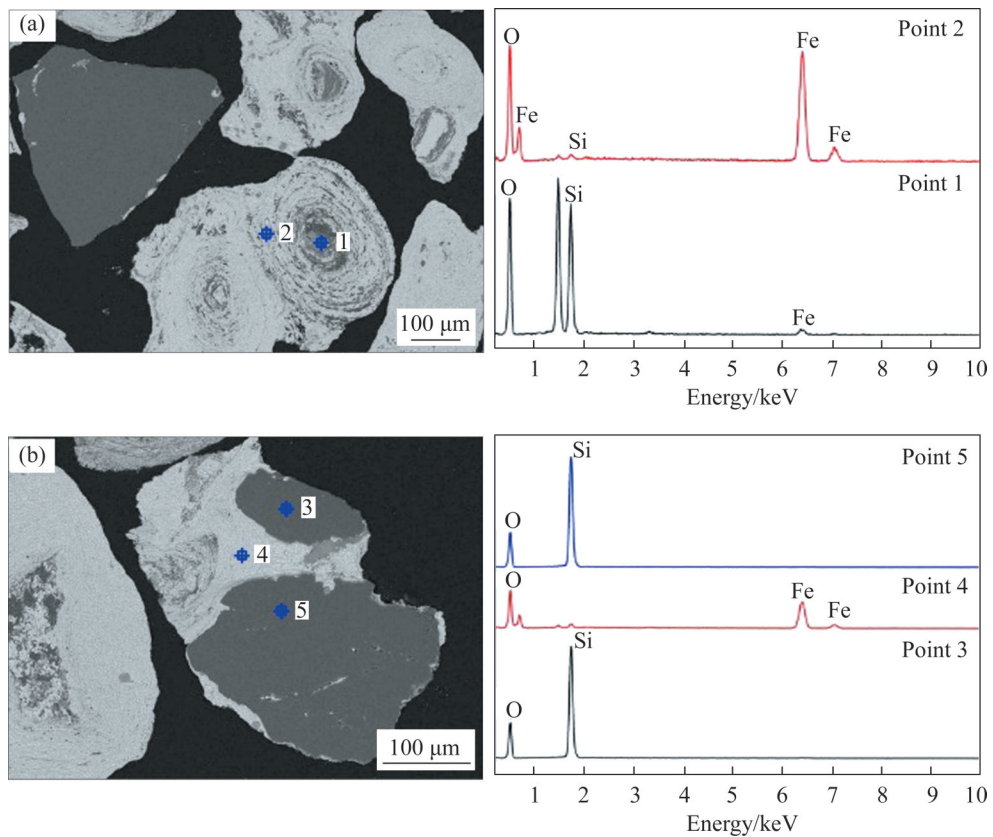 (a)
2
1
100 μm
Point 2
O
Fe
Fe
Si
Fe
Point 1
O
Si
Fe
1 2 3 4 5 6 7 8 9 10
Energy/keV
(b)
3
4
5
100 μm
Point 5
Si
O
Point 4
O
Fe
Fe
Point 3
Si
O
1 2 3 4 5 6 7 8 9 10
Energy/keV